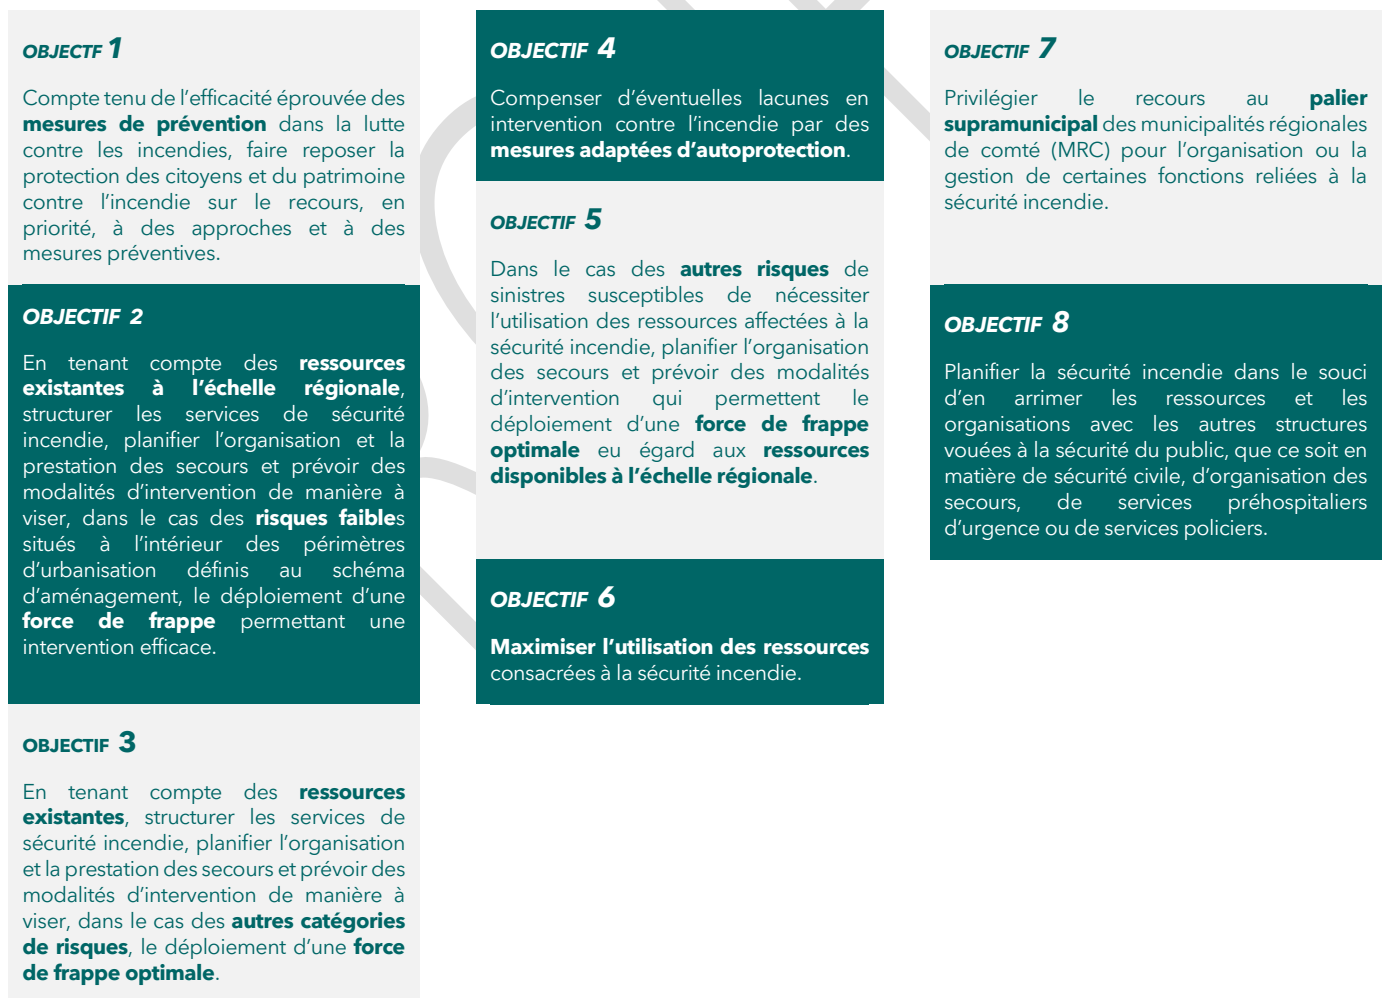 OBJECTF 1
Compte tenu de l’efficacité éprouvée des
mesures de prévention dans la lutte
contre les incendies, faire reposer la
protection des citoyens et du patrimoine
contre l’incendie sur le recours, en
priorité, à des approches et à des
mesures préventives.
OBJECTIF 2
En tenant compte des ressources
existantes à l’échelle régionale,
structurer les services de sécurité
incendie, planifier l’organisation et la
prestation des secours et prévoir des
modalités d’intervention de manière à
viser, dans le cas des risques faibles
situés à l’intérieur des périmètres
d’urbanisation définis au schéma
d’aménagement, le déploiement d’une
force de frappe permettant une
intervention efficace.
OBJECTIF 3
En tenant compte des ressources
existantes, structurer les services de
sécurité incendie, planifier l’organisation
et la prestation des secours et prévoir des
modalités d’intervention de manière à
viser, dans le cas des autres catégories
de risques, le déploiement d’une force
de frappe optimale.
OBJECTIF 4
Compenser d’éventuelles lacunes en
intervention contre l’incendie par des
mesures adaptées d’autoprotection.
OBJECTIF 5
Dans le cas des autres risques de
sinistres susceptibles de nécessiter
l’utilisation des ressources affectées à la
sécurité incendie, planifier l’organisation
des secours et prévoir des modalités
d’intervention qui permettent le
déploiement d’une force de frappe
optimale eu égard aux ressources
disponibles à l’échelle régionale.
OBJECTIF 6
Maximiser l’utilisation des ressources
consacrées à la sécurité incendie.
OBJECTIF 7
Privilégier le recours au palier
supramunicipal des municipalités régionales
de comté (MRC) pour l’organisation ou la
gestion de certaines fonctions reliées à la
sécurité incendie.
OBJECTIF 8
Planifier la sécurité incendie dans le souci
d’en arrimer les ressources et les
organisations avec les autres structures
vouées à la sécurité du public, que ce soit en
matière de sécurité civile, d’organisation des
secours, de services préhospitaliers
d’urgence ou de services policiers.